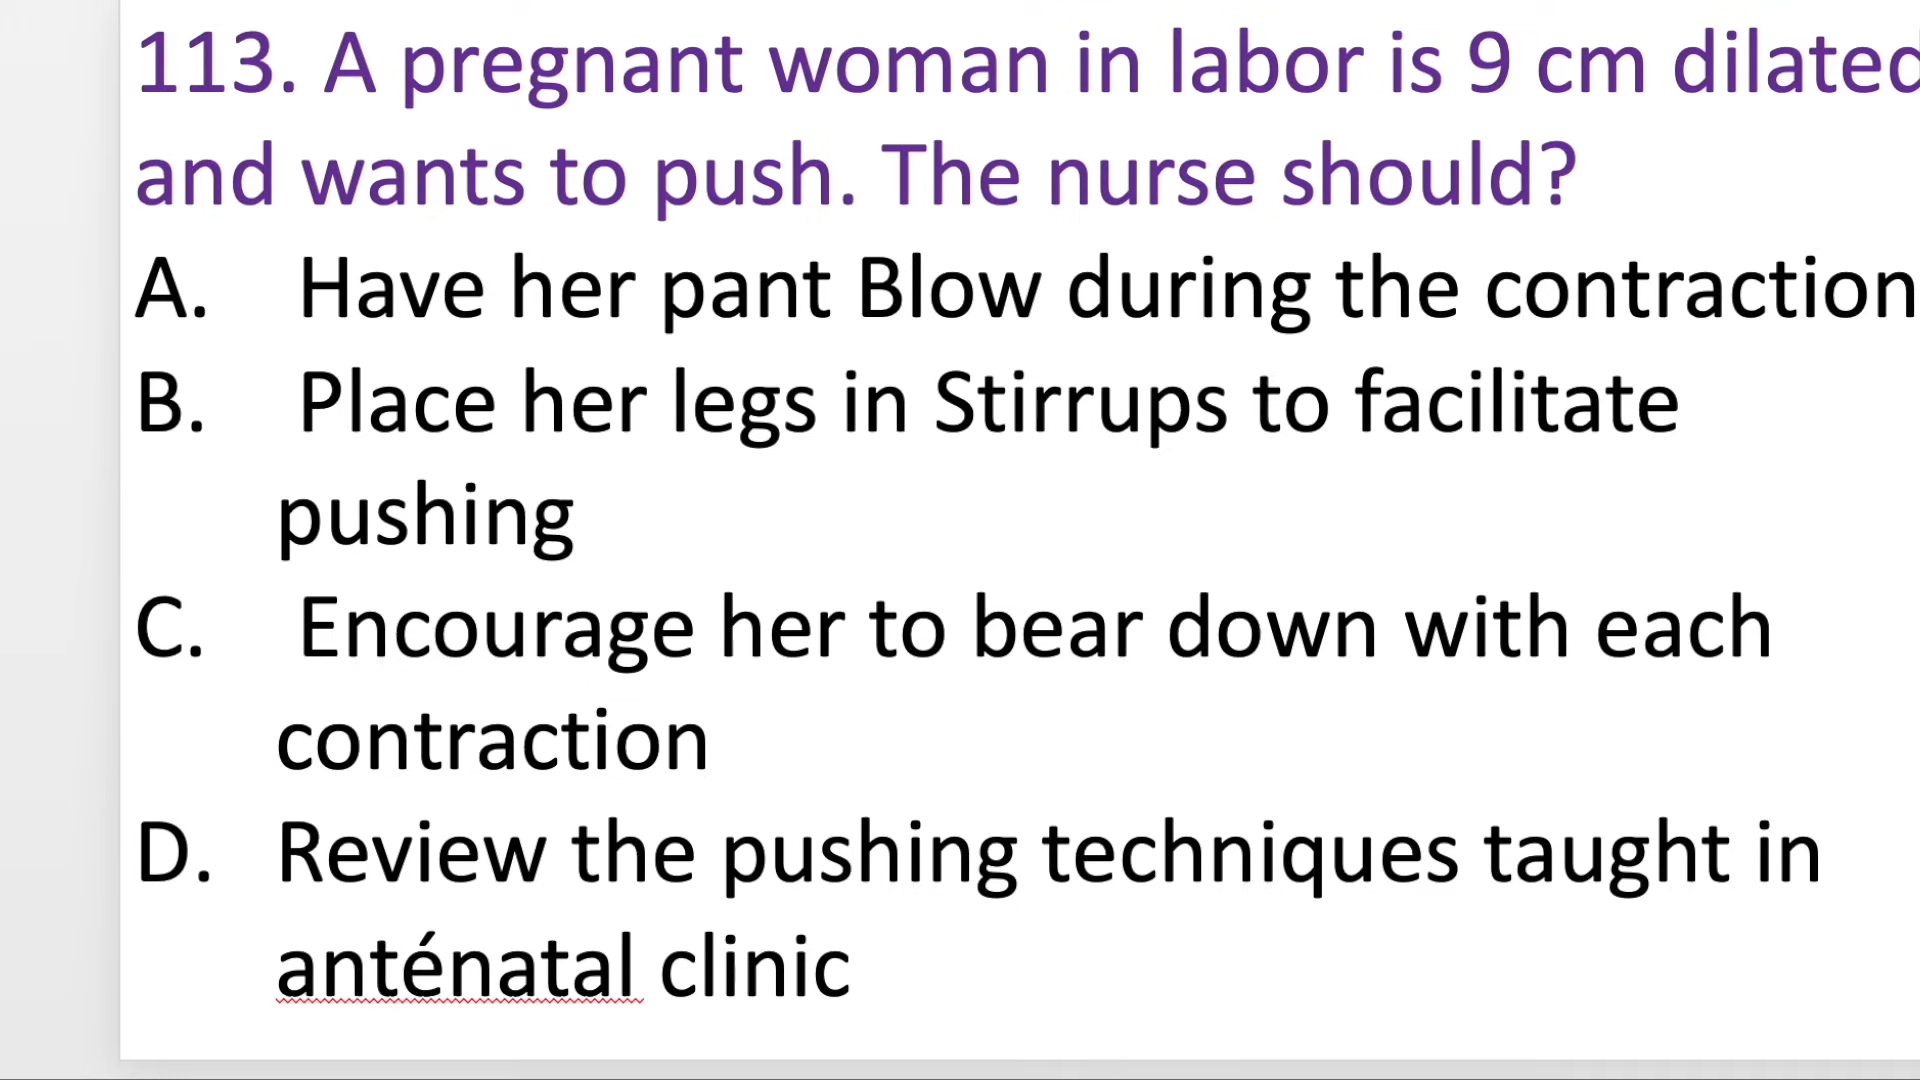 113. A pregnant woman in labor is 9 cm dilated
and wants to push. The nurse should?
A. Have her pant Blow during the contraction
B. Place her legs in Stirrups to facilitate
pushing
C. Encourage her to bear down with each
contraction
D. Review the pushing techniques taught in
anténatal clinic